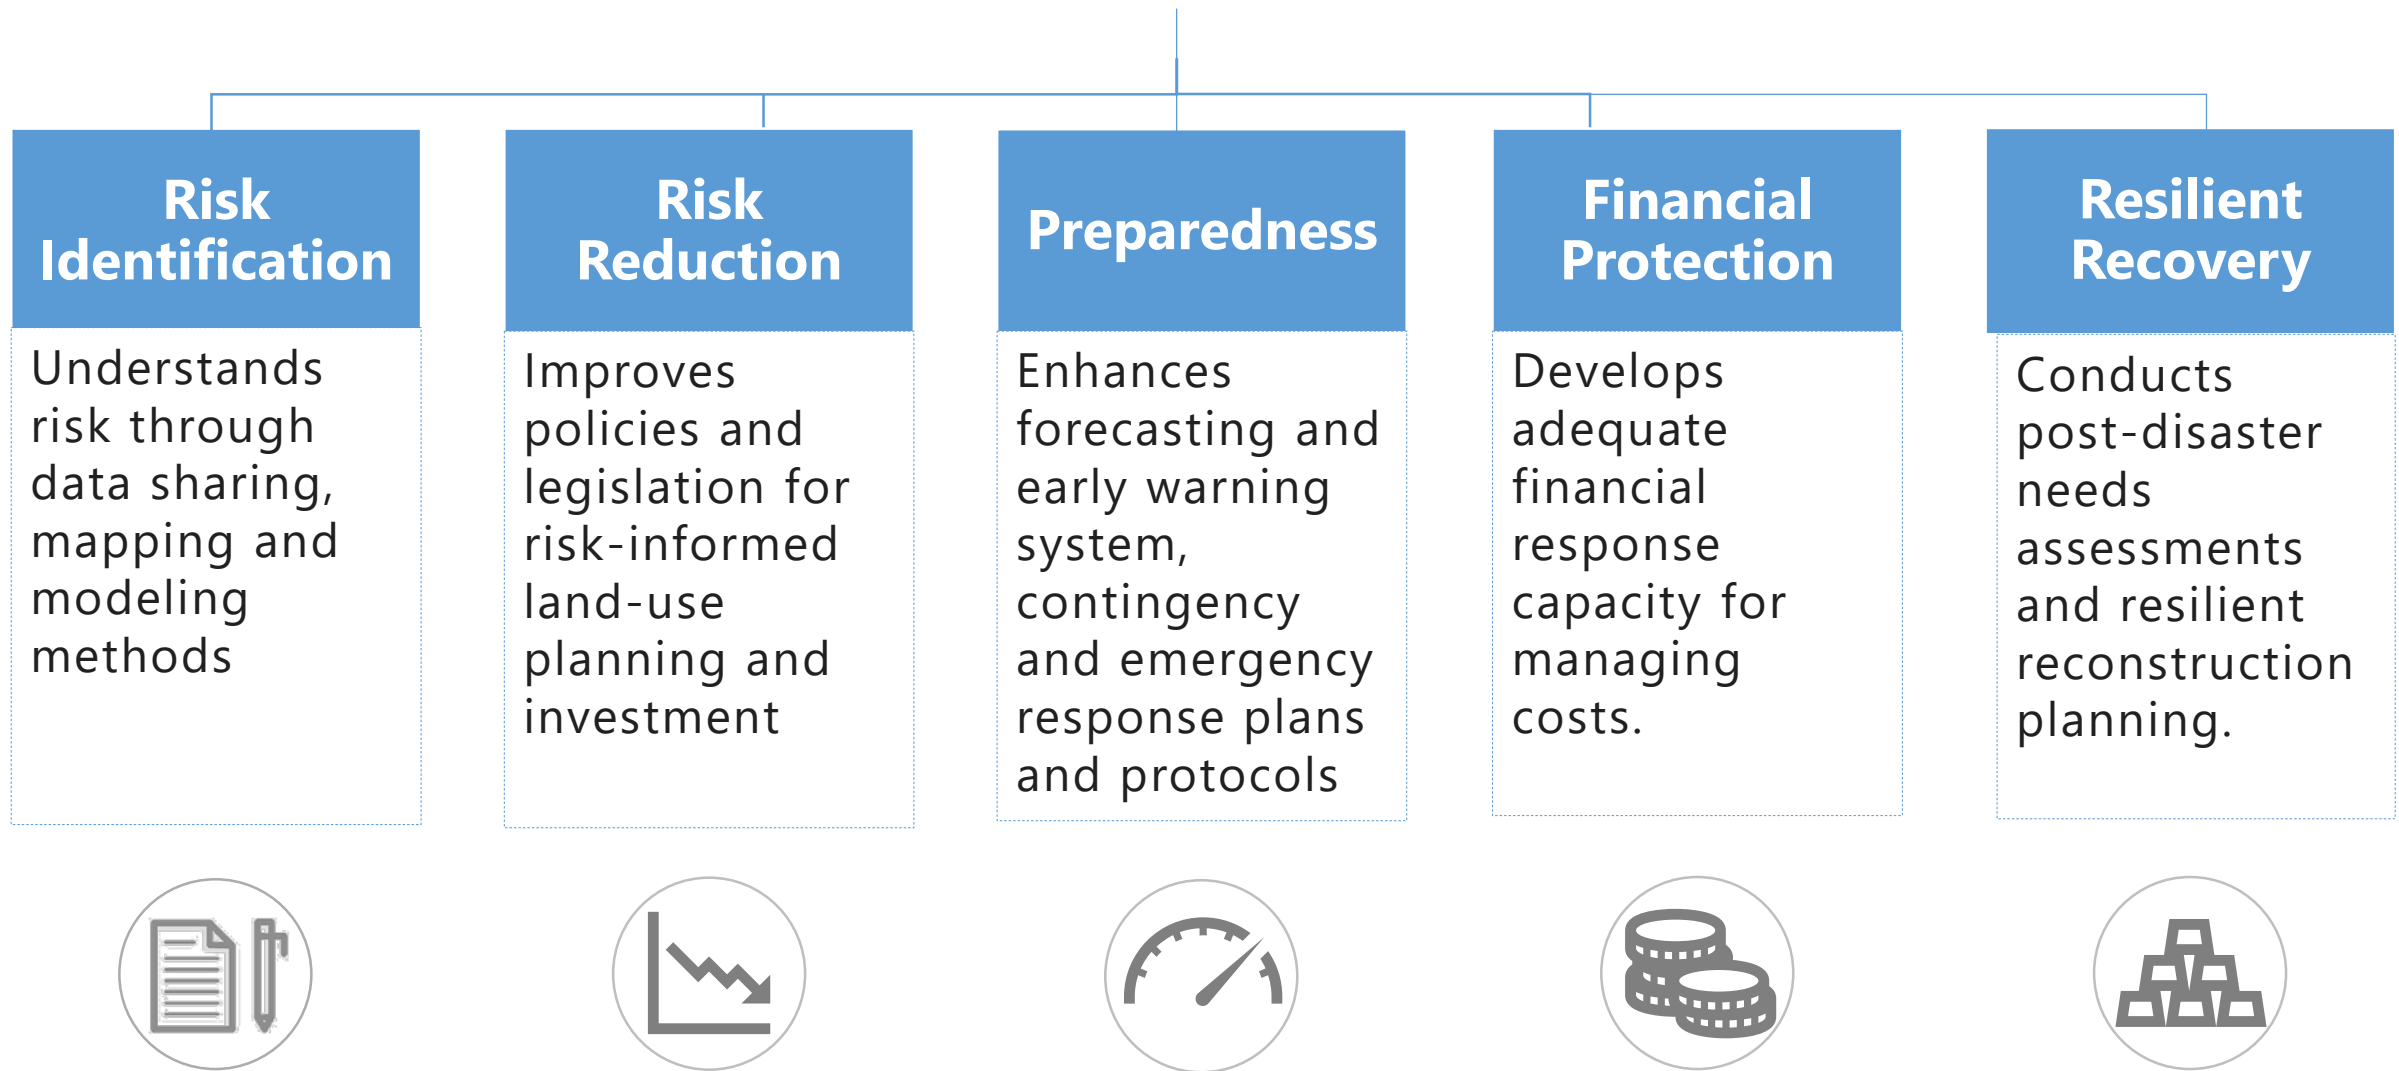 Risk
Identification
Understands
risk through
data sharing,
mapping and
modeling
methods
Risk
Reduction
Improves
policies and
legislation for
risk-informed
land-use
planning and
investment
Preparedness
Enhances
forecasting and
early warning
system,
contingency
and emergency
response plans
and protocols
Financial
Protection
Develops
adequate
financial
response
capacity for
managing
costs.
Resilient
Recovery
Conducts
post-disaster
needs
assessments
and resilient
reconstruction
planning.